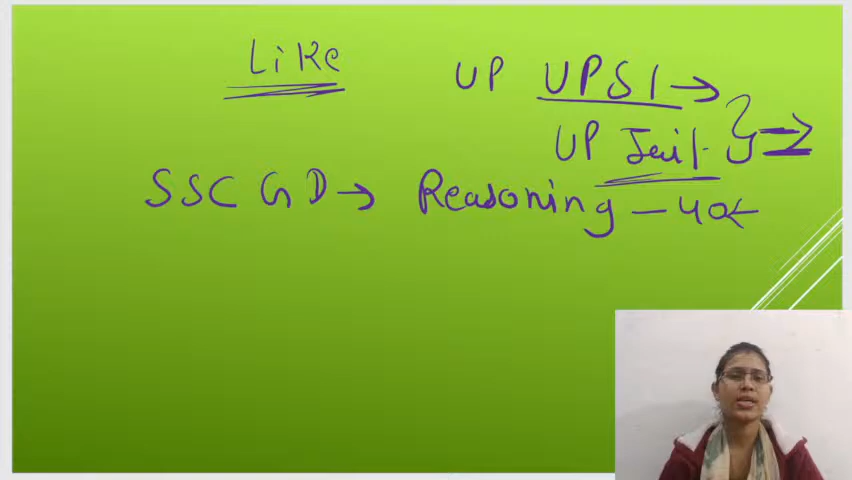 Like
UP UPSI →
UP Jail
SSC GD → Reasoning - 40